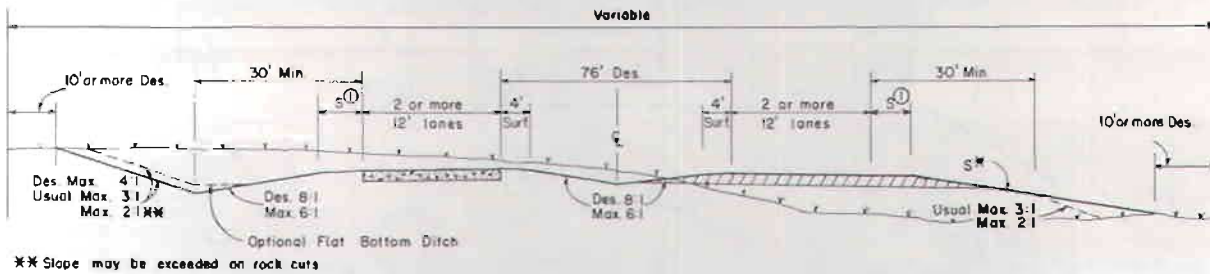 Variable
10' or more Des.
30' Min.
76' Des.
30' Min.
S①
2 or more
12' lanes
4'
Surf.
℄
4'
Surf.
2 or more
12' lanes
S①
10' or more Des.
Des. Max. 4:1
Usual Max. 3:1
Max. 2:1 **
Des. 8:1
Max. 6:1
Des. 8:1
Max. 6:1
S*
Usual Max. 3:1
Max. 2:1
Optional Flat Bottom Ditch
** Slope may be exceeded on rock cuts